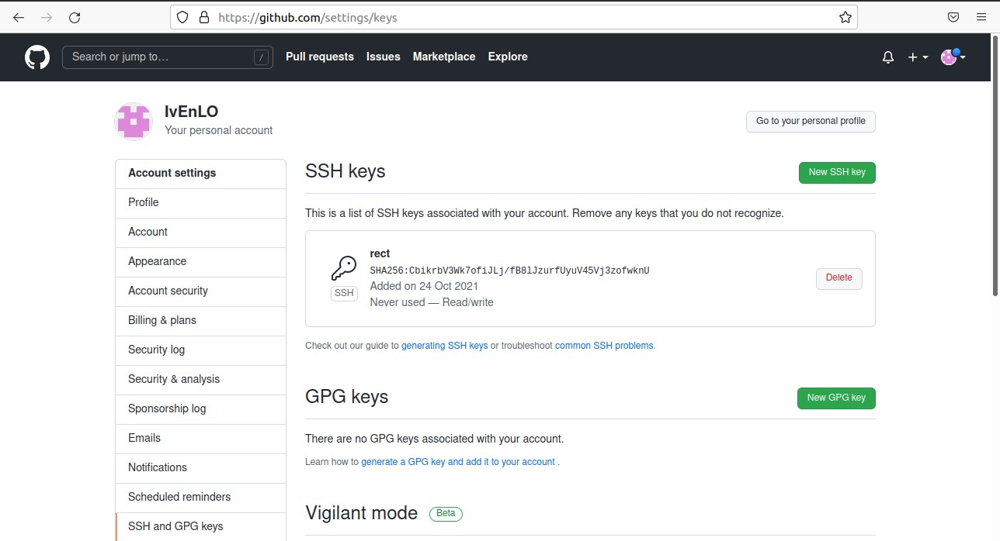 https://github.com/settings/keys
Search or jump to…
/
Pull requests
Issues
Marketplace
Explore
IvEnLO
Your personal account
Go to your personal profile
Account settings
Profile
Account
Appearance
Account security
Billing & plans
Security log
Security & analysis
Sponsorship log
Emails
Notifications
Scheduled reminders
SSH and GPG keys
SSH keys
New SSH key
This is a list of SSH keys associated with your account. Remove any keys that you do not recognize.
rect
SHA256:CbikrbV3Wk7ofiJLj/fB8lJzurfUyuV45Vj3zofwknU
Added on 24 Oct 2021
Never used — Read/write
SSH
Delete
Check out our guide to generating SSH keys or troubleshoot common SSH problems.
GPG keys
New GPG key
There are no GPG keys associated with your account.
Learn how to generate a GPG key and add it to your account .
Vigilant mode
Beta